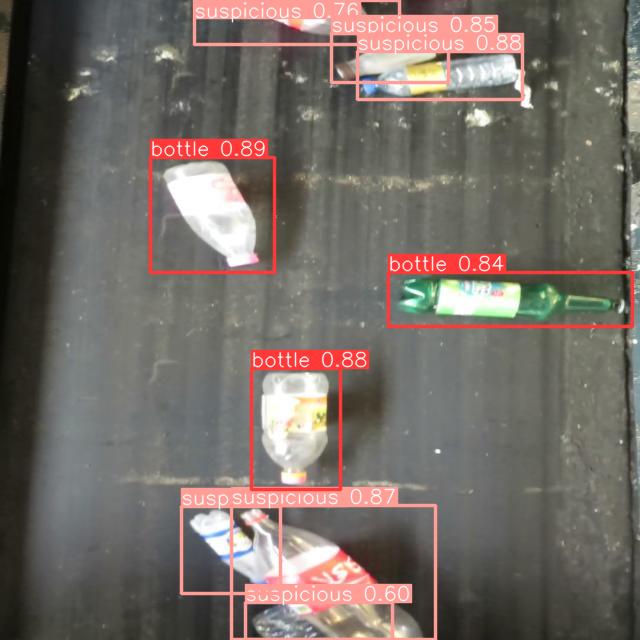 suspicious 0.76
suspicious 0.85
suspicious 0.88
bottle 0.89
bottle 0.84
bottle 0.88
susp
suspicious 0.87
suspicious 0.60